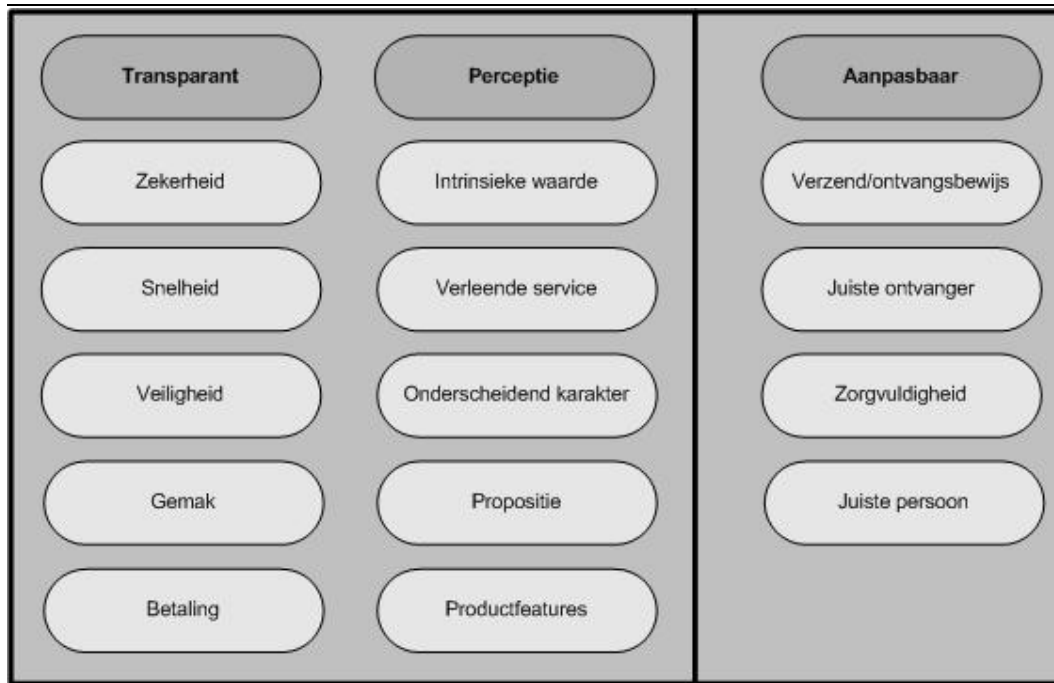 Transparant
Perceptie
Aanpasbaar
Zekerheid
Intrinsieke waarde
Verzend/ontvangsbewijs
Snelheid
Verleende service
Juiste ontvanger
Veiligheid
Onderscheidend karakter
Zorgvuldigheid
Gemak
Propositie
Juiste persoon
Betaling
Productfeatures